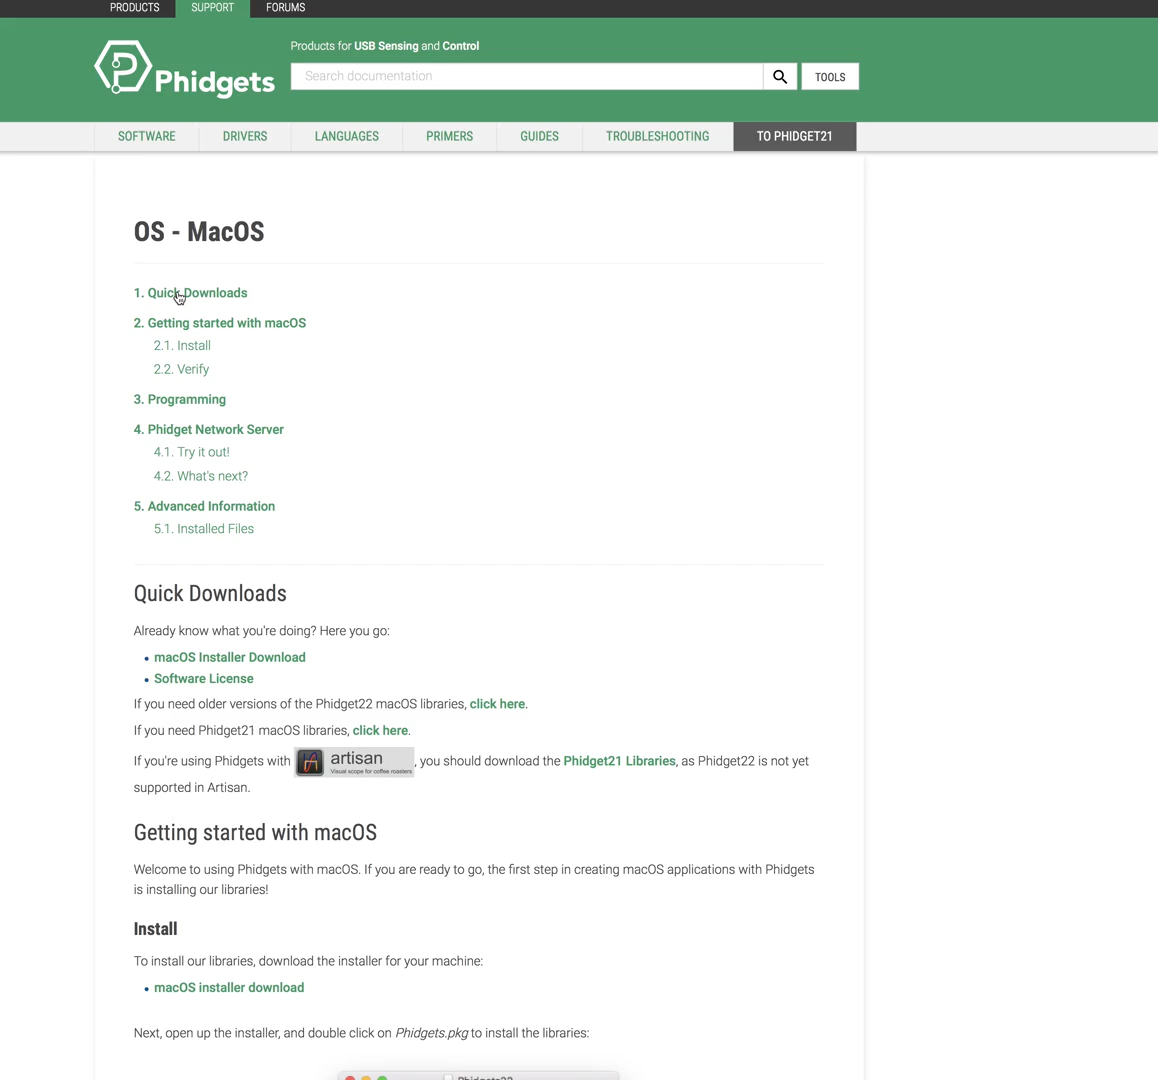 PRODUCTS SUPPORT FORUMS
Products for USB Sensing and Control
Phidgets
Search documentation
TOOLS
SOFTWARE DRIVERS LANGUAGES PRIMERS GUIDES TROUBLESHOOTING TO PHIDGET21
OS - MacOS
1. Quick Downloads
2. Getting started with macOS
2.1. Install
2.2. Verify
3. Programming
4. Phidget Network Server
4.1. Try it out!
4.2. What's next?
5. Advanced Information
5.1. Installed Files
Quick Downloads
Already know what you're doing? Here you go:
• macOS Installer Download
• Software License
If you need older versions of the Phidget22 macOS libraries, click here.
If you need Phidget21 macOS libraries, click here.
If you're using Phidgets with artisan Visual scope for coffee roasters, you should download the Phidget21 Libraries, as Phidget22 is not yet
supported in Artisan.
Getting started with macOS
Welcome to using Phidgets with macOS. If you are ready to go, the first step in creating macOS applications with Phidgets
is installing our libraries!
Install
To install our libraries, download the installer for your machine:
• macOS installer download
Next, open up the installer, and double click on Phidgets.pkg to install the libraries:
Phidgets22